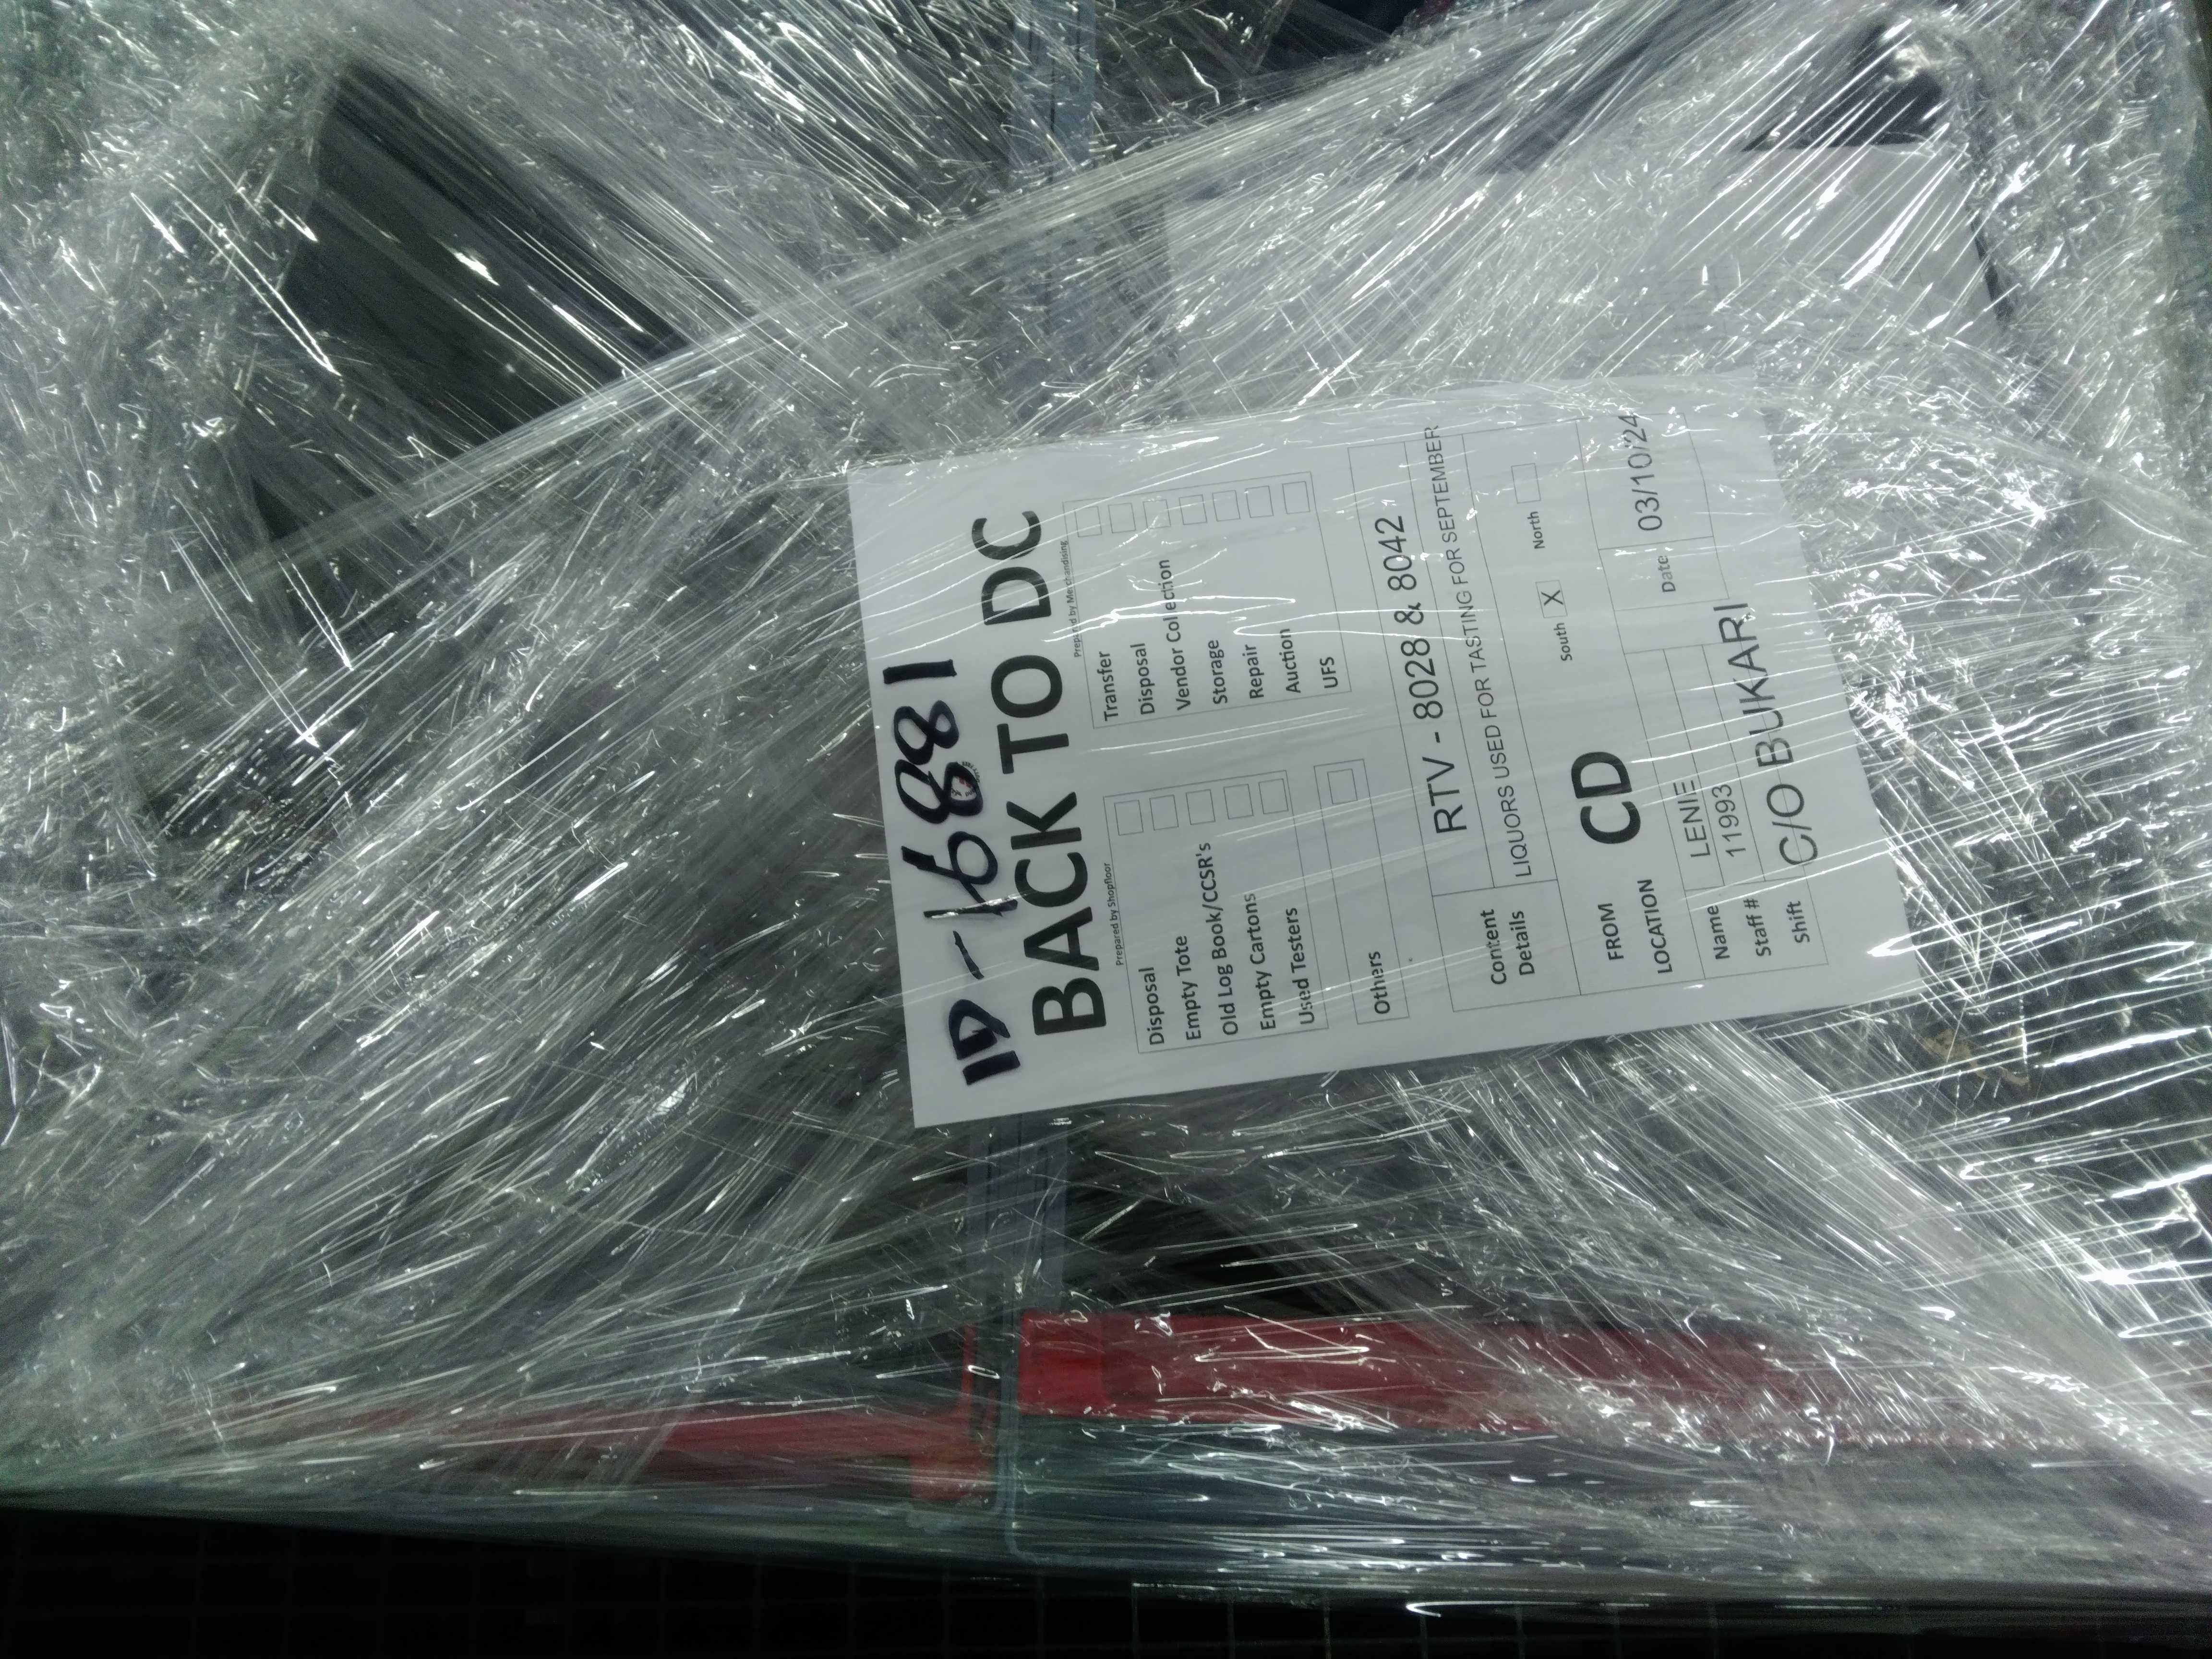 ID-16881
BACK TO DC
Prepared by Shopfloor
Prepared by Merchandising
Disposal
Empty Tote
Old Log Book/CCSR's
Empty Cartons
Used Testers
Others
Transfer
Disposal
Vendor Collection
Storage
Repair
Auction
UFS
Content Details
RTV - 8028 & 8042
LIQUORS USED FOR TASTING FOR SEPTEMBER
FROM LOCATION
CD
South X North
Name LENIE
Date 03/10/24
Staff # 11993
Shift C/O BUKARI